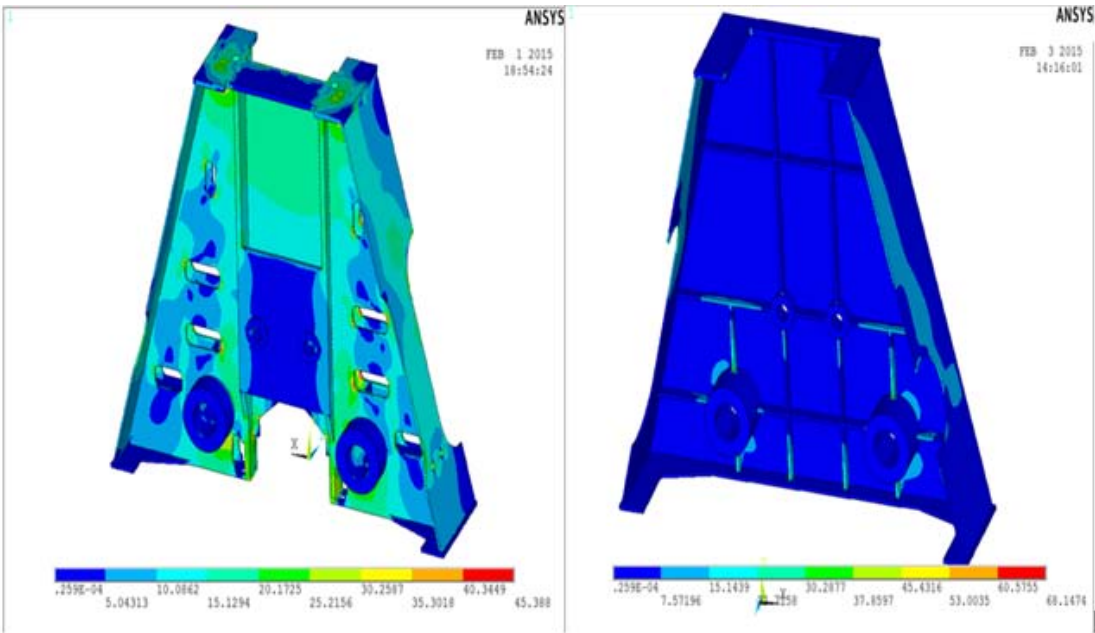 1
ANSYS
FEB 1 2015
18:54:24
X
.259E-04 10.0862 20.1725 30.2587 40.3449
5.04313 15.1294 25.2156 35.3018 45.388
1
ANSYS
FEB 3 2015
14:16:01
.259E-04 15.1439 30.2877 45.4316 60.5755
7.57196 37.8597 53.0035 68.1474